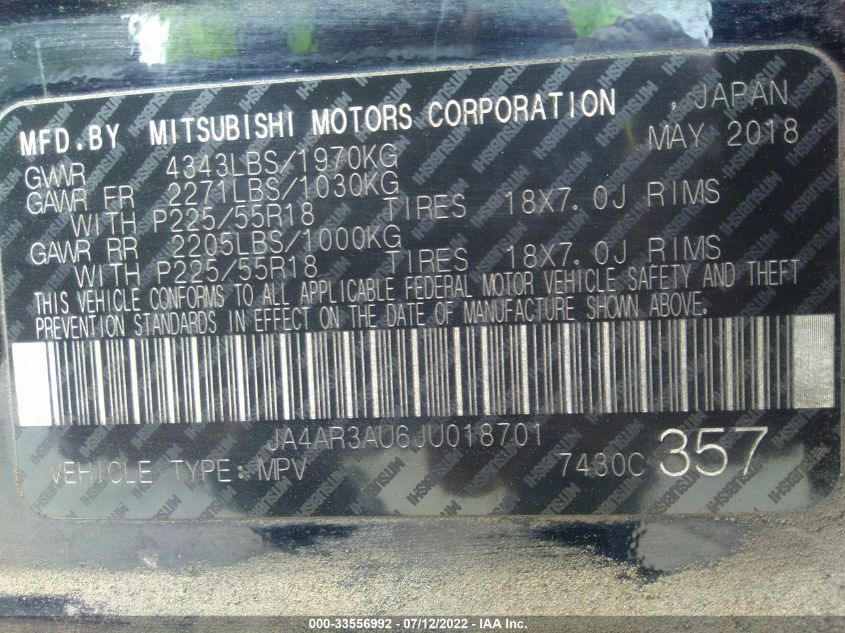 MFD.BY MITSUBISHI MOTORS CORPORATION , JAPAN
MAY 2018
GVWR 4343LBS/1970KG
GAWR FR 2271LBS/1030KG
WITH P225/55R18 TIRES 18X7.0J RIMS
GAWR RR 2205LBS/1000KG
WITH P225/55R18 TIRES 18X7.0J RIMS
THIS VEHICLE CONFORMS TO ALL APPLICABLE FEDERAL MOTOR VEHICLE SAFETY AND THEFT
PREVENTION STANDARDS IN EFFECT ON THE DATE OF MANUFACTURE SHOWN ABOVE.
JA4AR3AU6JU018701
VEHICLE TYPE: MPV 7430C 357
000-33556992 - 07/12/2022 - IAA Inc.